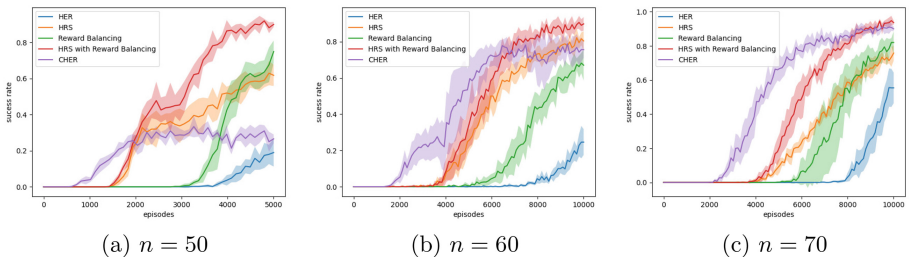 HER
HRS
Reward Balancing
HRS with Reward Balancing
CHER
sucess rate
0.8
0.6
0.4
0.2
0.0
0 1000 2000 3000 4000 5000
episodes
(a) n = 50
HER
HRS
Reward Balancing
HRS with Reward Balancing
CHER
sucess rate
0.8
0.6
0.4
0.2
0.0
0 2000 4000 6000 8000 10000
episodes
(b) n = 60
HER
HRS
Reward Balancing
HRS with Reward Balancing
CHER
sucess rate
1.0
0.8
0.6
0.4
0.2
0.0
0 2000 4000 6000 8000 10000
episodes
(c) n = 70